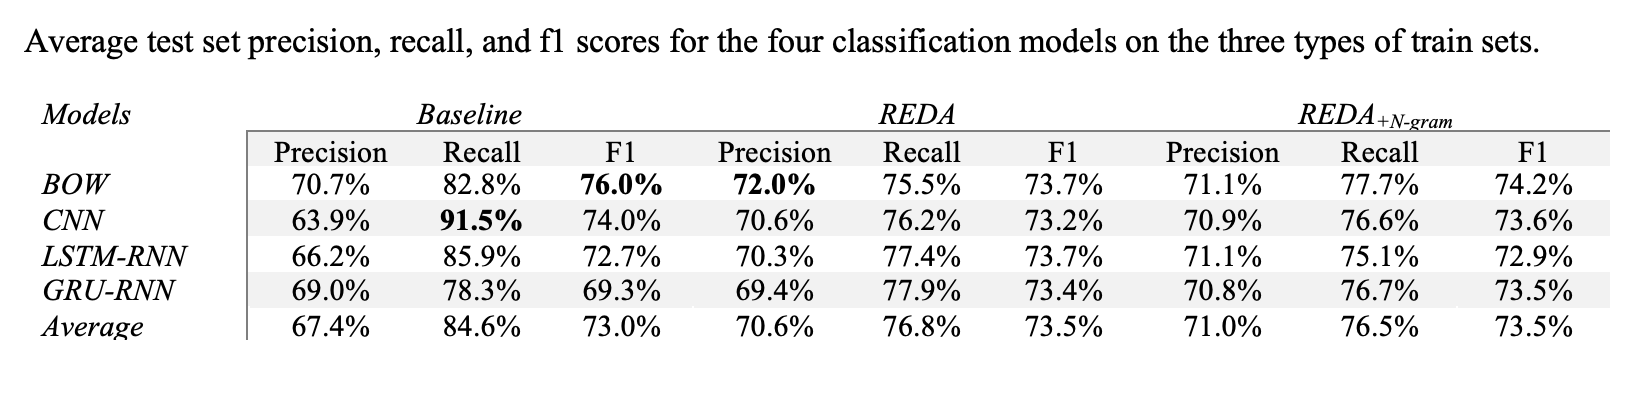 Average test set precision, recall, and f1 scores for the four classification models on the three types of train sets.
Models Baseline REDA REDA+N-gram
Precision Recall F1 Precision Recall F1 Precision Recall F1
BOW 70.7% 82.8% 76.0% 72.0% 75.5% 73.7% 71.1% 77.7% 74.2%
CNN 63.9% 91.5% 74.0% 70.6% 76.2% 73.2% 70.9% 76.6% 73.6%
LSTM-RNN 66.2% 85.9% 72.7% 70.3% 77.4% 73.7% 71.1% 75.1% 72.9%
GRU-RNN 69.0% 78.3% 69.3% 69.4% 77.9% 73.4% 70.8% 76.7% 73.5%
Average 67.4% 84.6% 73.0% 70.6% 76.8% 73.5% 71.0% 76.5% 73.5%